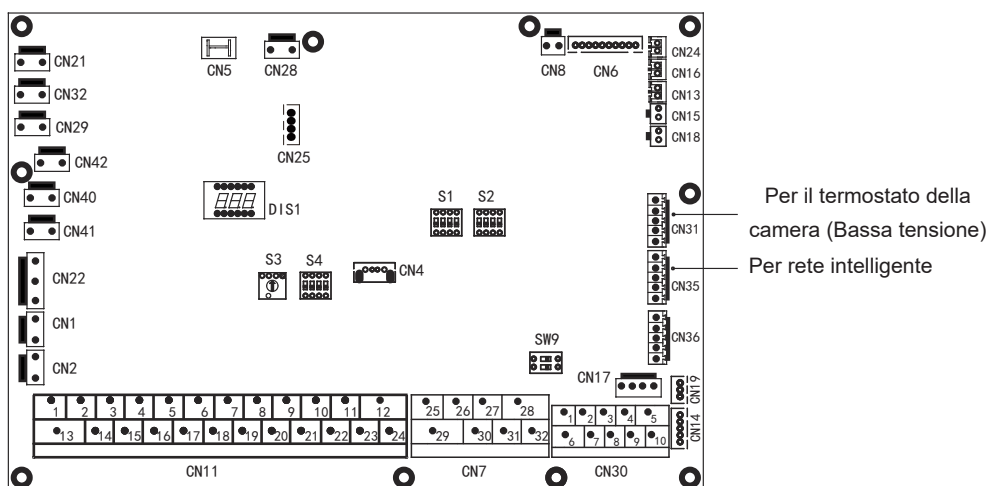 CN21
CN32
CN29
CN42
CN40
CN41
CN22
CN1
CN2
CN5
CN28
CN25
DIS1
S3
S4
CN4
S1
S2
CN8
CN6
CN24
CN16
CN13
CN15
CN18
CN31
CN35
CN36
SW9
CN17
CN19
CN14
Per il termostato della
camera (Bassa tensione)
Per rete intelligente
1 2 3 4 5 6 7 8 9 10 11 12
13 14 15 16 17 18 19 20 21 22 23 24
CN11
25 26 27 28
29 30 31 32
CN7
1 2 3 4 5
6 7 8 9 10
CN30